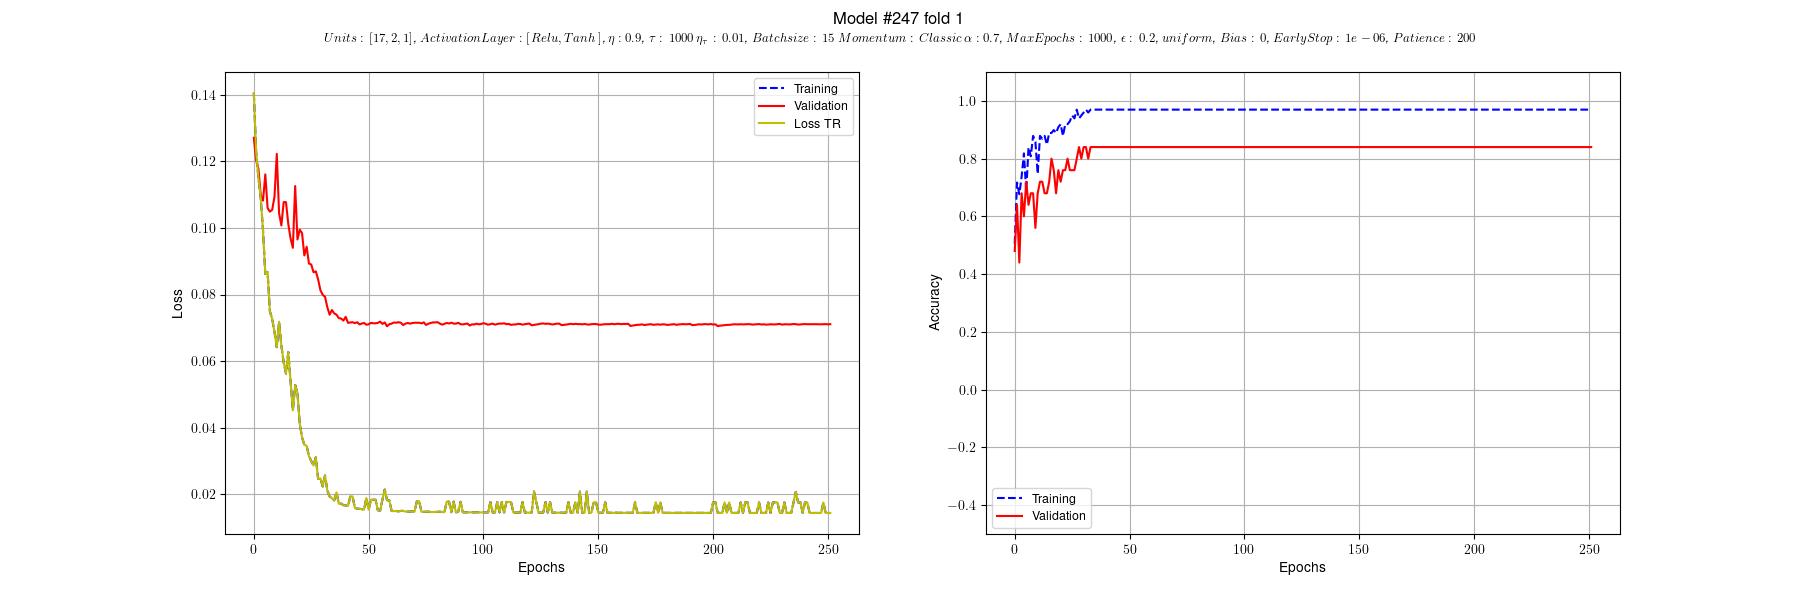 Model #247 fold 1
Units : [17, 2, 1], ActivationLayer : [Relu, Tanh], η : 0.9, τ : 1000 η_τ : 0.01, Batchsize : 15 Momentum : Classic α : 0.7, MaxEpochs : 1000, ϵ : 0.2, uniform, Bias : 0, EarlyStop : 1e − 06, Patience : 200
Loss
0.14
0.12
0.10
0.08
0.06
0.04
0.02
Training
Validation
Loss TR
0 50 100 150 200 250
Epochs
Accuracy
1.0
0.8
0.6
0.4
0.2
0.0
−0.2
−0.4
Training
Validation
0 50 100 150 200 250
Epochs